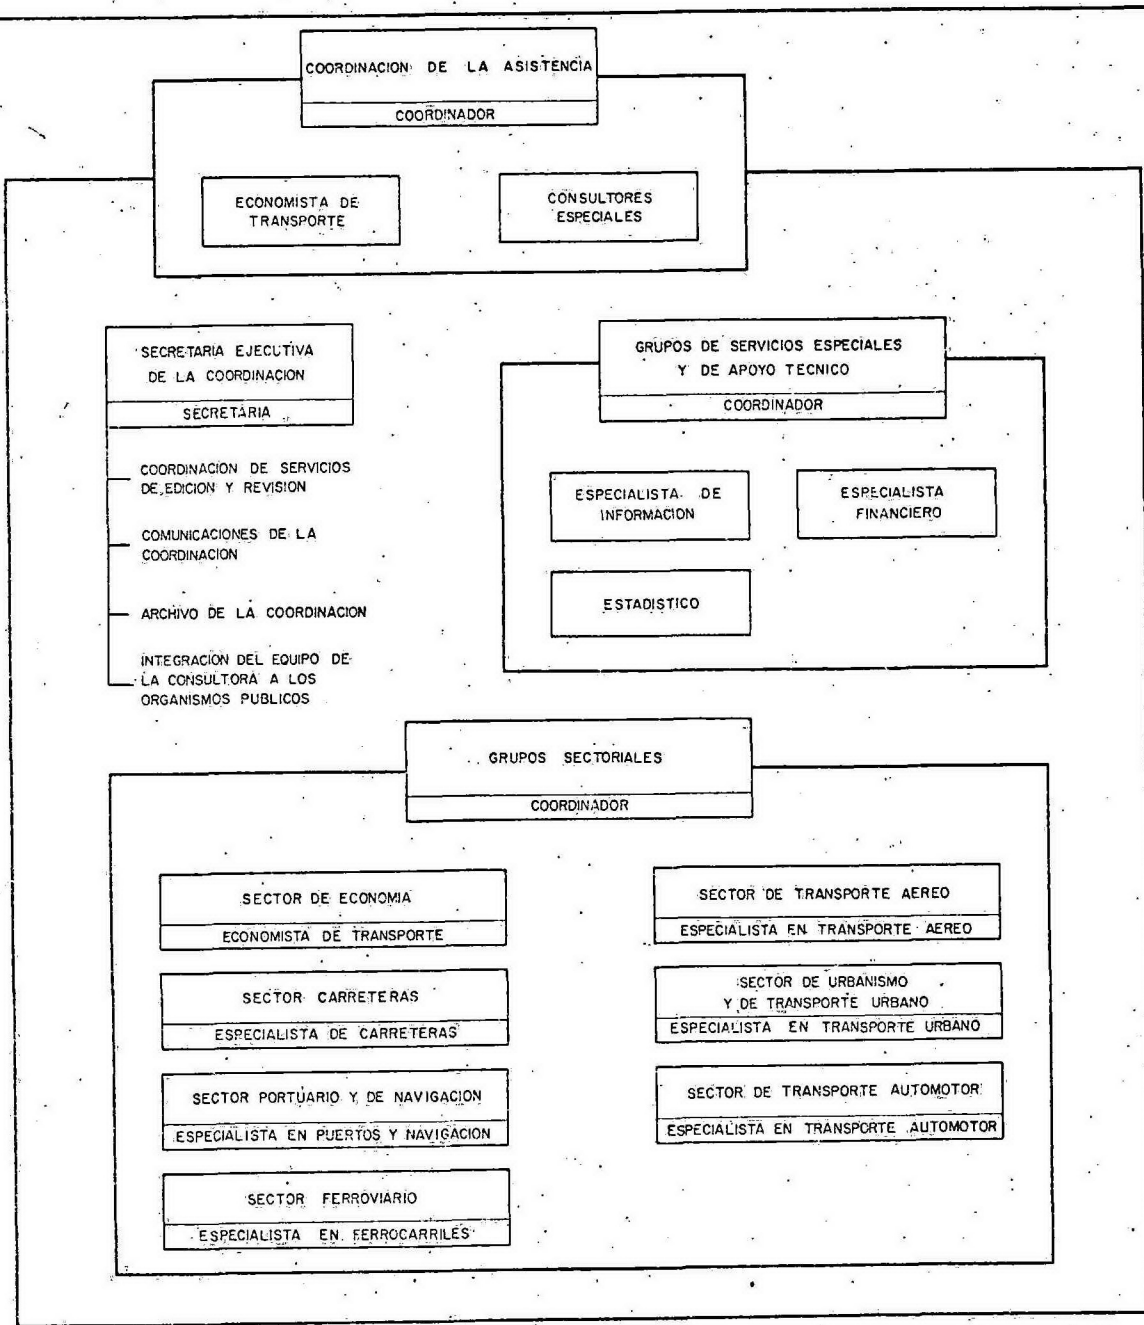 COORDINACION DE LA ASISTENCIA
COORDINADOR
ECONOMISTA DE
TRANSPORTE
CONSULTORES
ESPECIALES
SECRETARIA EJECUTIVA
DE LA COORDINACION
SECRETARIA
COORDINACION DE SERVICIOS
DE EDICION Y REVISION
COMUNICACIONES DE LA
COORDINACION
ARCHIVO DE LA COORDINACION
INTEGRACION DEL EQUIPO DE
LA CONSULTORA A LOS
ORGANISMOS PUBLICOS
GRUPOS DE SERVICIOS ESPECIALES
Y DE APOYO TECNICO
COORDINADOR
ESPECIALISTA DE
INFORMACION
ESPECIALISTA
FINANCIERO
ESTADISTICO
GRUPOS SECTORIALES
COORDINADOR
SECTOR DE ECONOMIA
ECONOMISTA DE TRANSPORTE
SECTOR CARRETERAS
ESPECIALISTA DE CARRETERAS
SECTOR PORTUARIO Y DE NAVIGACION
ESPECIALISTA EN PUERTOS Y NAVIGACION
SECTOR FERROVIARIO
ESPECIALISTA EN FERROCARRILES
SECTOR DE TRANSPORTE AEREO
ESPECIALISTA EN TRANSPORTE AEREO
SECTOR DE URBANISMO
Y DE TRANSPORTE URBANO
ESPECIALISTA EN TRANSPORTE URBANO
SECTOR DE TRANSPORTE AUTOMOTOR
ESPECIALISTA EN TRANSPORTE AUTOMOTOR